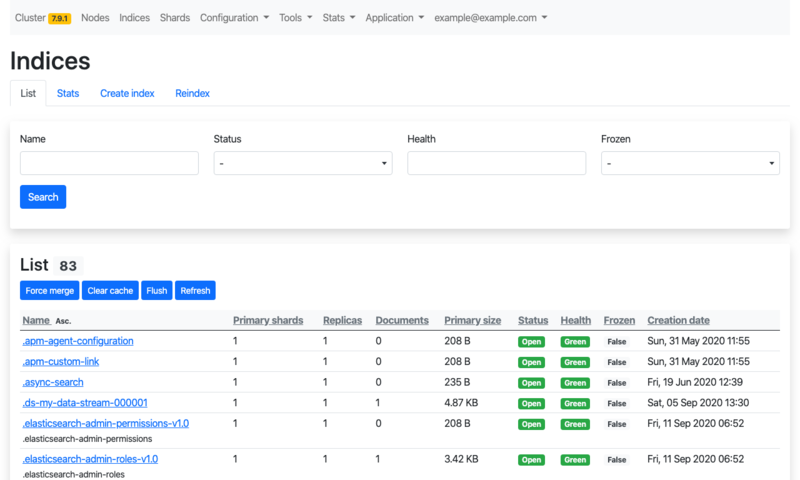 Cluster 7.9.1 Nodes Indices Shards Configuration Tools Stats Application example@example.com
Indices
List Stats Create index Reindex
Name Status Health Frozen
- -
Search
List 83
Force merge Clear cache Flush Refresh
Name Asc. Primary shards Replicas Documents Primary size Status Health Frozen Creation date
.apm-agent-configuration 1 1 0 208 B Open Green False Sun, 31 May 2020 11:55
.apm-custom-link 1 1 0 208 B Open Green False Sun, 31 May 2020 11:55
.async-search 1 1 0 235 B Open Green False Fri, 19 Jun 2020 12:39
.ds-my-data-stream-000001 1 1 1 4.87 KB Open Green False Sat, 05 Sep 2020 13:30
.elasticsearch-admin-permissions-v1.0 1 1 0 208 B Open Green False Fri, 11 Sep 2020 06:52
.elasticsearch-admin-permissions
.elasticsearch-admin-roles-v1.0 1 1 1 3.42 KB Open Green False Fri, 11 Sep 2020 06:52
.elasticsearch-admin-roles